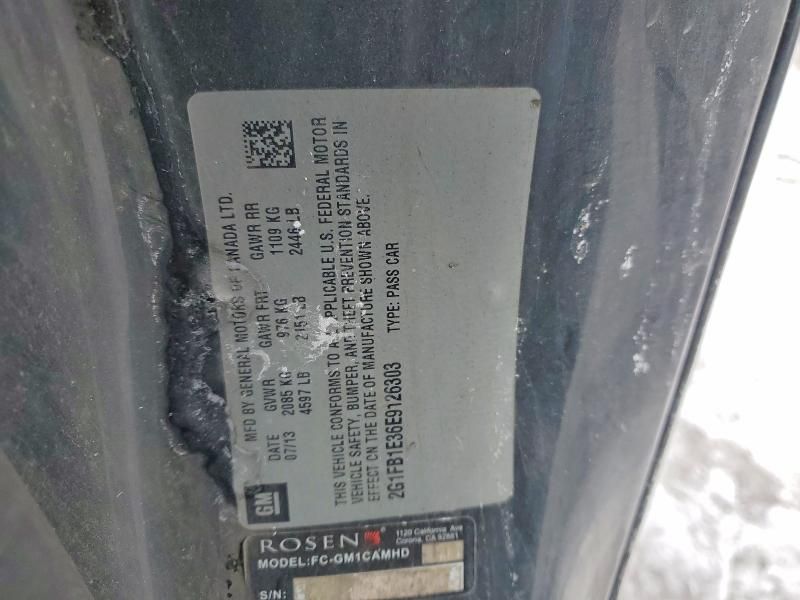 GM
MFD BY GENERAL MOTORS OF CANADA LTD.
DATE GVWR GAWR FRT GAWR RR
07/13 2085 KG 976 KG 1109 KG
4597 LB 2151 LB 2446 LB
THIS VEHICLE CONFORMS TO ALL APPLICABLE U.S. FEDERAL MOTOR
VEHICLE SAFETY, BUMPER, AND THEFT PREVENTION STANDARDS IN
EFFECT ON THE DATE OF MANUFACTURE SHOWN ABOVE.
2G1FB1E36E9126303 TYPE: PASS CAR
ROSEN
1120 California Ave
Corona, CA 92881
MODEL:FC-GM1CAMHD
S/N: